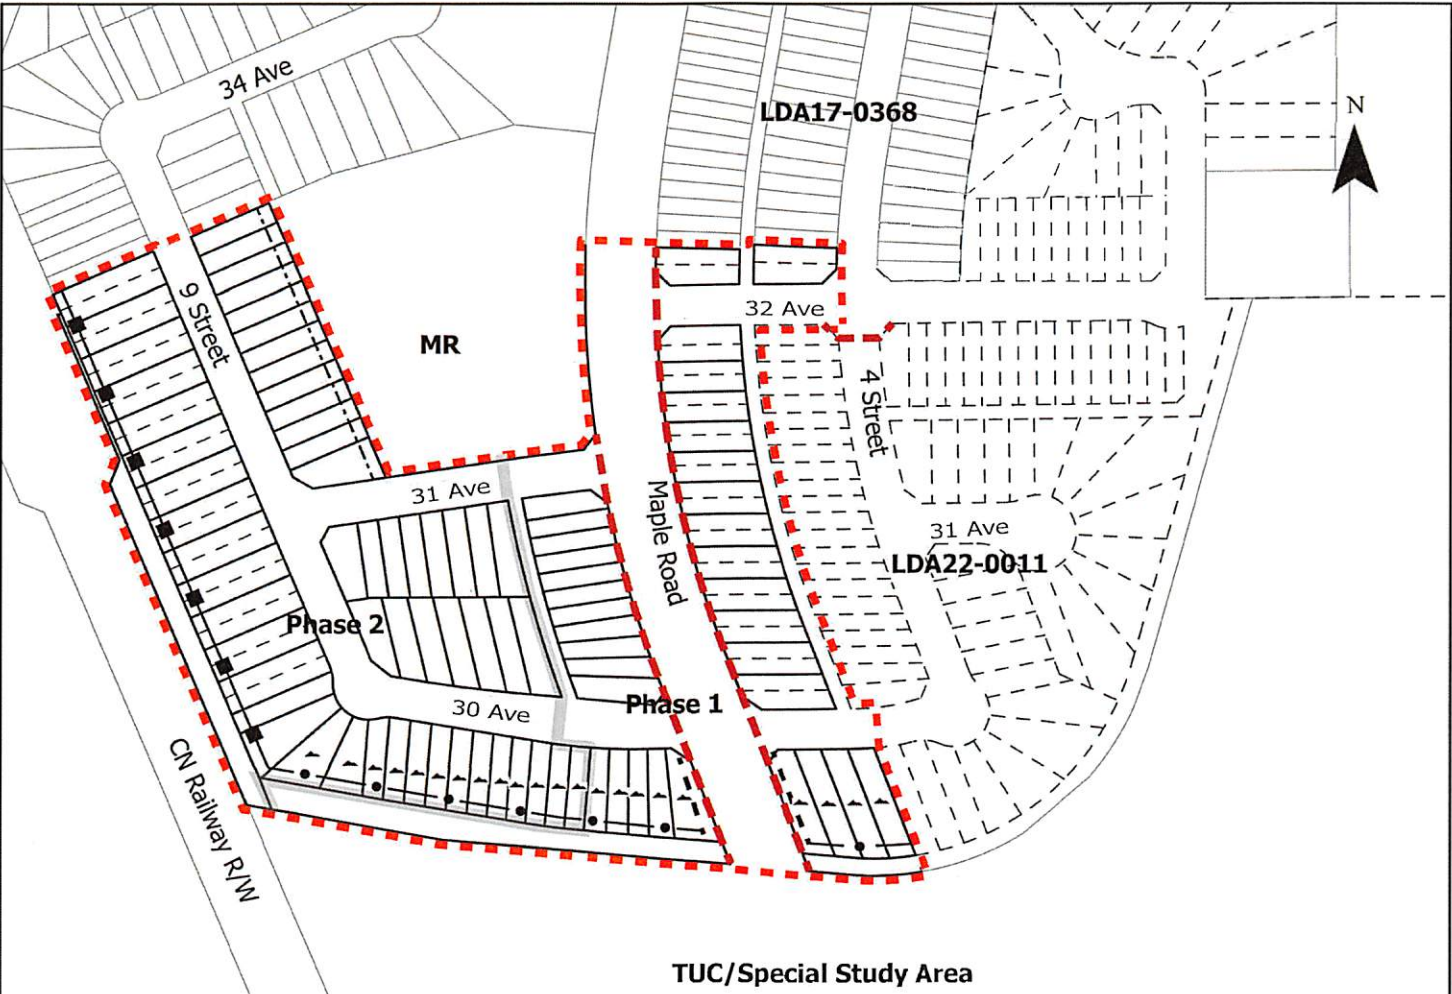 34 Ave
LDA17-0368
N
9 Street
MR
32 Ave
4 Street
31 Ave
Maple Road
31 Ave
LDA22-0011
Phase 2
Phase 1
30 Ave
CN Railway R/W
TUC/Special Study Area